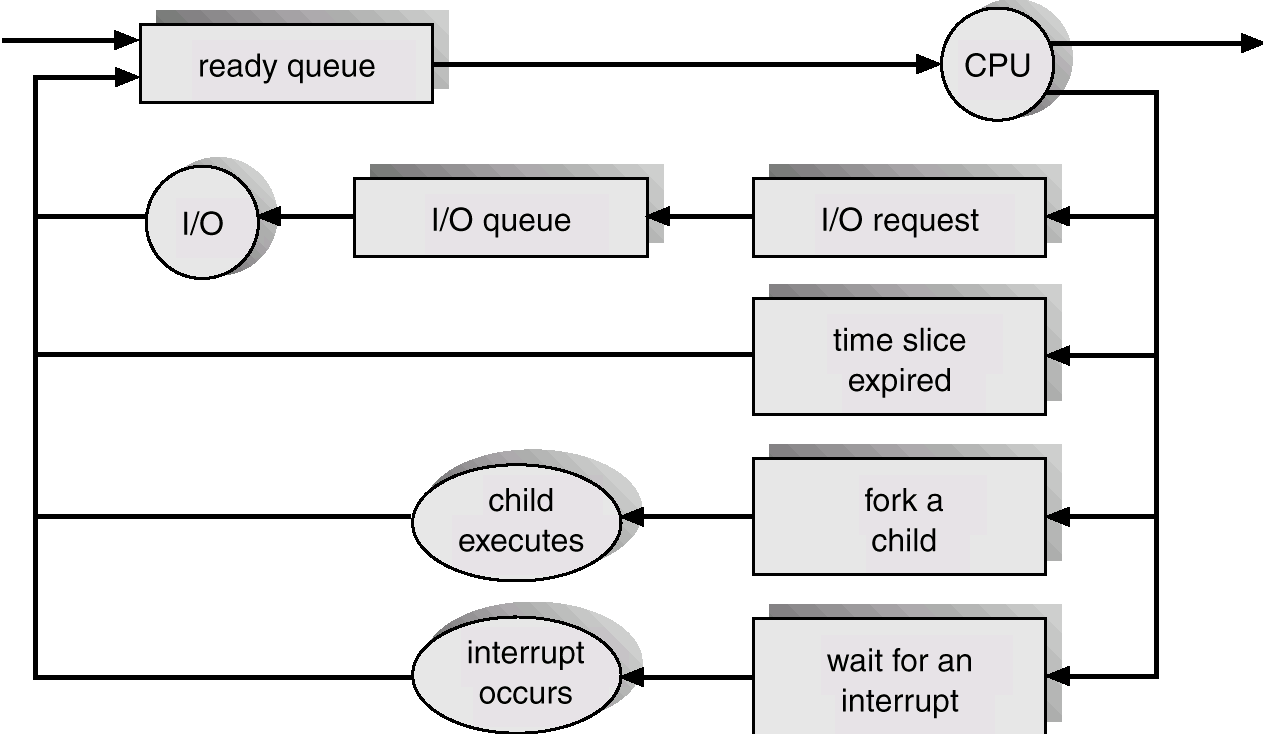 ready queue
CPU
I/O
I/O queue
I/O request
time slice
expired
child
executes
fork a
child
interrupt
occurs
wait for an
interrupt